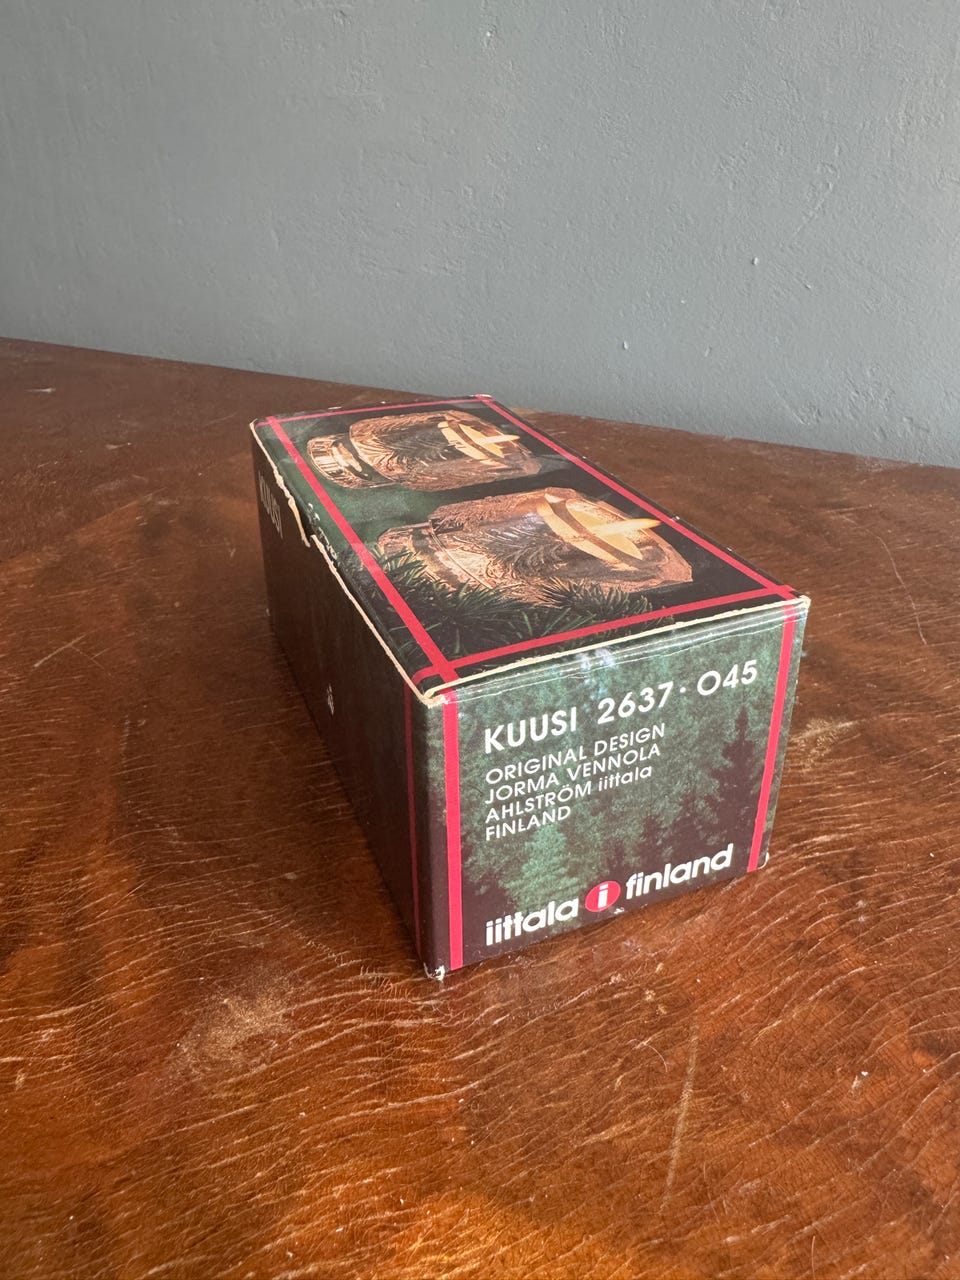 KUUSI
KUUSI 2637·045
ORIGINAL DESIGN
JORMA VENNOLA
AHLSTRÖM iittala
FINLAND
iittala i finland